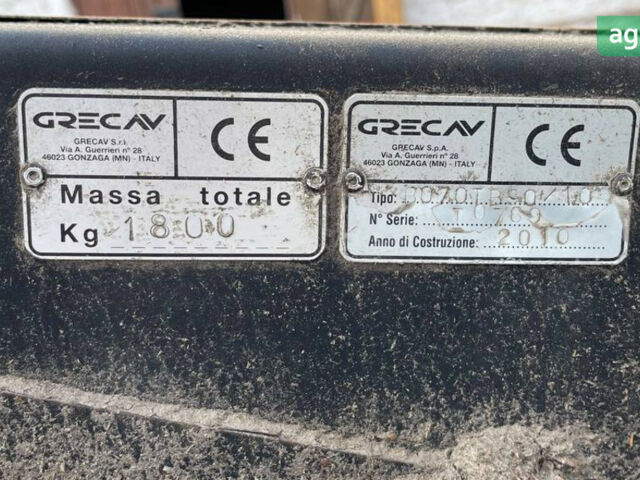 ag
GRECAV
GRECAV S.r.l.
Via A. Guerrieri n° 28
46023 GONZAGA (MN) - ITALY
CE
Massa totale
Kg 1800
GRECAV
GRECAV S.p.A.
Via A. Guerrieri n° 28
46023 GONZAGA (MN) - ITALY
CE
Tipo:
N° Serie:
Anno di Costruzione: 2010